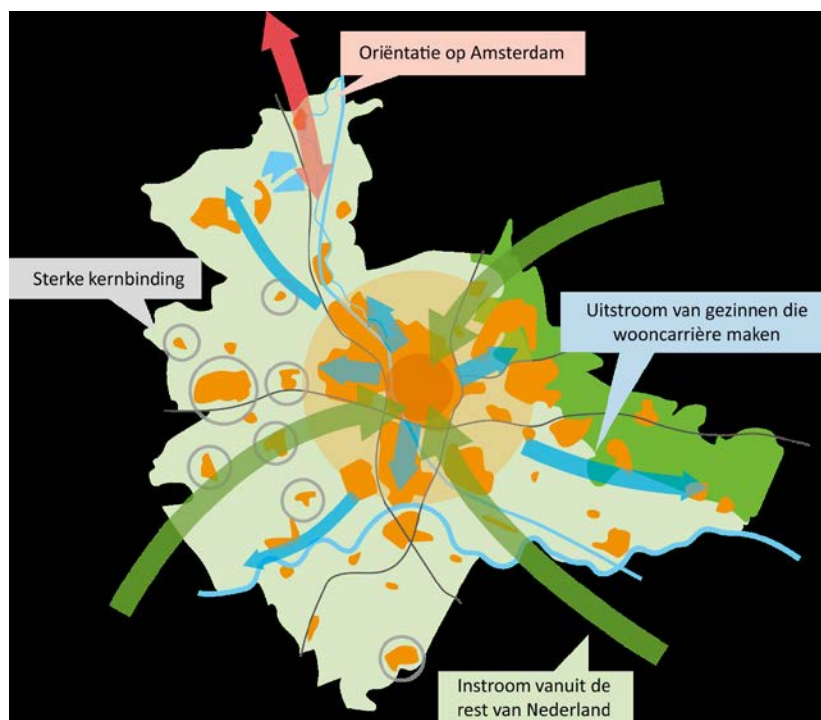 Oriëntatie op Amsterdam
Sterke kernbinding
Uitstroom van gezinnen die
wooncarrière maken
Instroom vanuit de
rest van Nederland